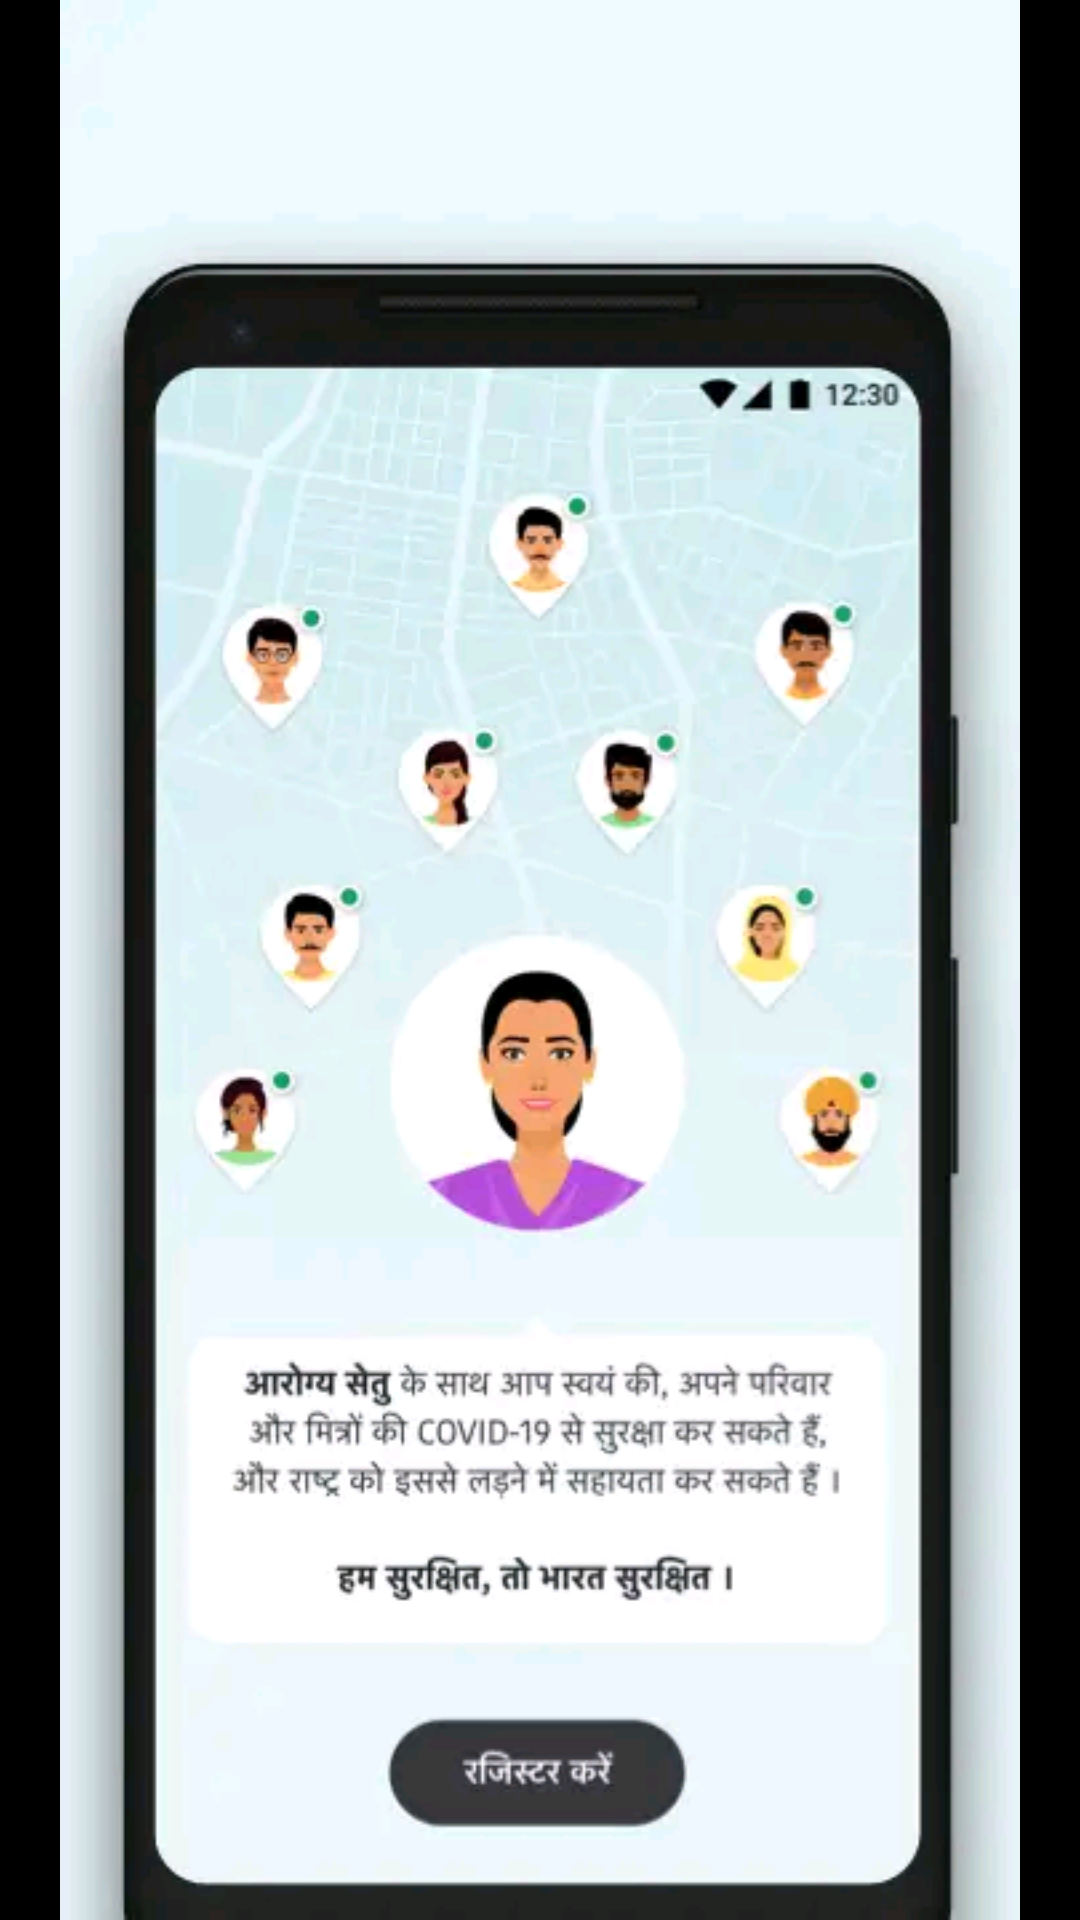 12:30
आरोग्य सेतु के साथ आप स्वयं की, अपने परिवार
और मित्रों की COVID-19 से सुरक्षा कर सकते हैं,
और राष्ट्र को इससे लड़ने में सहायता कर सकते हैं ।
हम सुरक्षित, तो भारत सुरक्षित ।
रजिस्टर करें